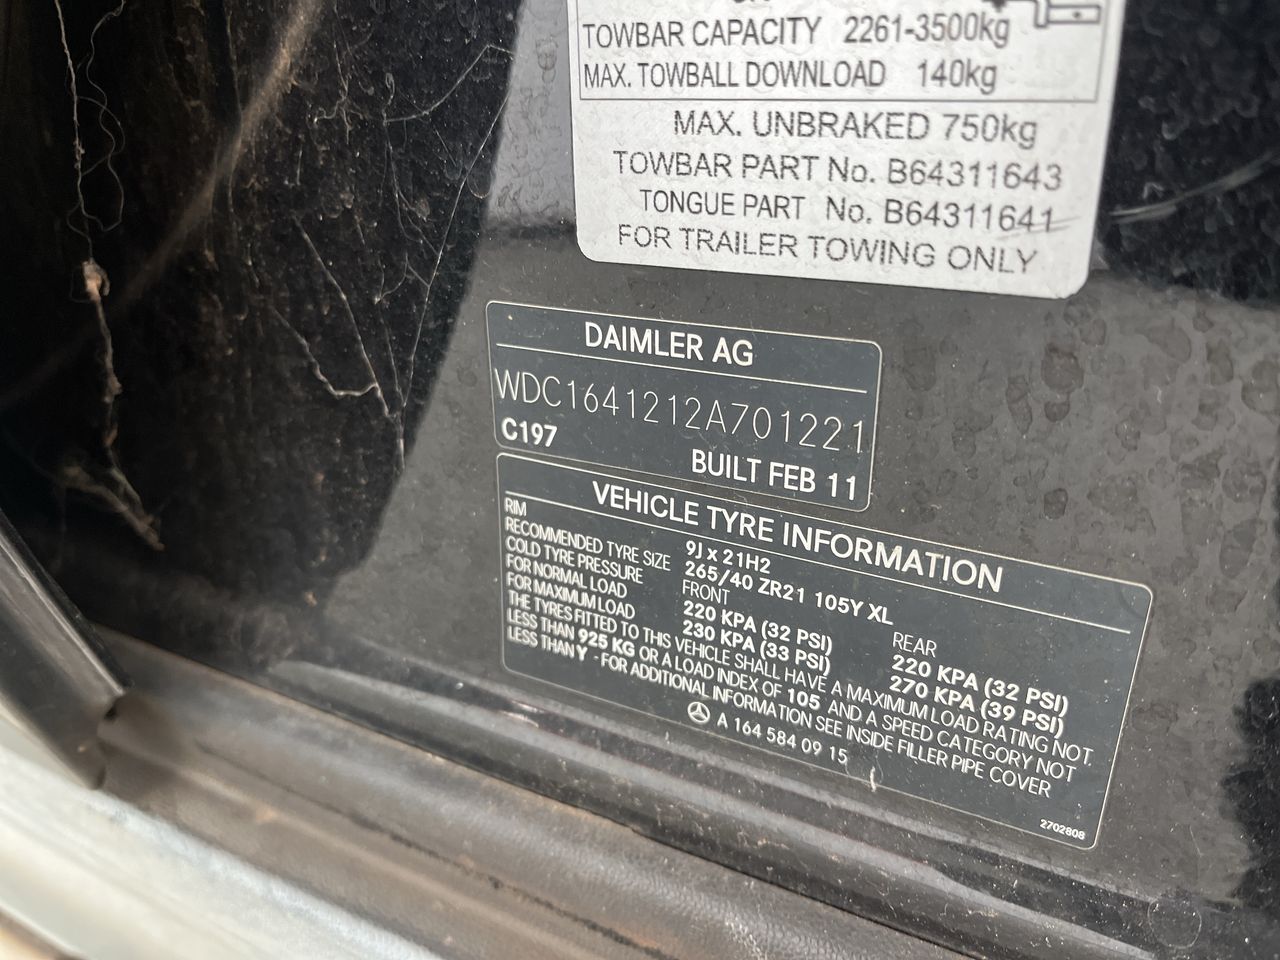 TOWBAR CAPACITY 2261-3500kg
MAX. TOWBALL DOWNLOAD 140kg
MAX. UNBRAKED 750kg
TOWBAR PART No. B64311643
TONGUE PART No. B64311641
FOR TRAILER TOWING ONLY
DAIMLER AG
WDC1641212A701221
C197
BUILT FEB 11
VEHICLE TYRE INFORMATION
RIM 9J x 21H2
RECOMMENDED TYRE SIZE 265/40 ZR21 105Y XL
COLD TYRE PRESSURE FRONT REAR
FOR NORMAL LOAD 220 KPA (32 PSI) 220 KPA (32 PSI)
FOR MAXIMUM LOAD 230 KPA (33 PSI) 270 KPA (39 PSI)
THE TYRES FITTED TO THIS VEHICLE SHALL HAVE A MAXIMUM LOAD RATING NOT
LESS THAN 925 KG OR A LOAD INDEX OF 105 AND A SPEED CATEGORY NOT
LESS THAN Y - FOR ADDITIONAL INFORMATION SEE INSIDE FILLER PIPE COVER
A 164 584 09 15
2702808